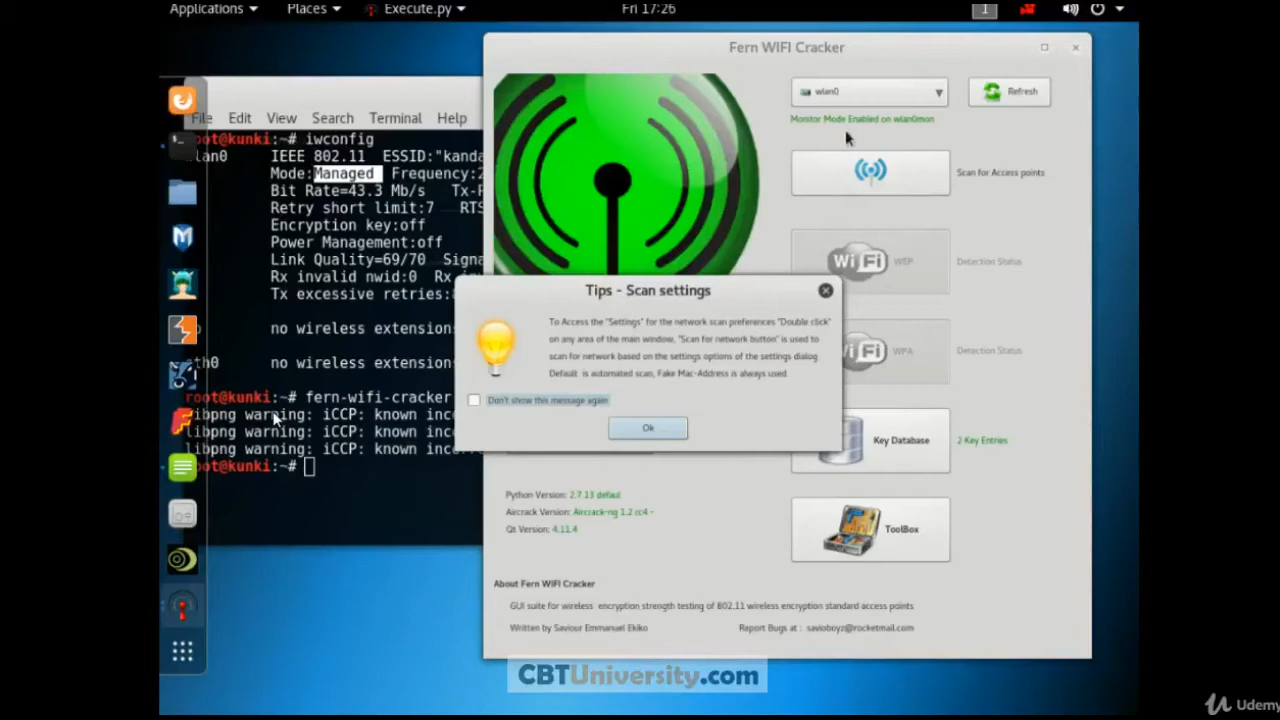 Applications Places Execute.py Fri 17:26 1
Fern WIFI Cracker
wlan0 Refresh
Monitor Mode Enabled on wlan0mon
Scan for Access points
WiFi WEP Detection Status
WiFi WPA Detection Status
Key Database 2 Key Entries
ToolBox
File Edit View Search Terminal Help
root@kunki:~# iwconfig
wlan0 IEEE 802.11 ESSID:"kanda
Mode:Managed Frequency:2
Bit Rate=43.3 Mb/s Tx-P
Retry short limit:7 RTS
Encryption key:off
Power Management:off
Link Quality=69/70 Signa
Rx invalid nwid:0 Rx i
Tx excessive retries:
no wireless extension
eth0 no wireless extension
root@kunki:~# fern-wifi-cracker
libpng warning: iCCP: known inco
libpng warning: iCCP: known inco
libpng warning: iCCP: known inco
root@kunki:~#
Tips - Scan settings
To Access the "Settings" for the network scan preferences "Double click"
on any area of the main window, "Scan for network button" is used to
scan for network based on the settings options of the settings dialog
Default is automated scan, Fake Mac-Address is always used
Don't show this message again
Ok
Python Version: 2.7.13 defaul
Aircrack Version: Aircrack-ng 1.2 rc4 -
Qt Version: 4.11.4
About Fern WIFI Cracker
GUI suite for wireless encryption strength testing of 802.11 wireless encryption standard access points
Written by Saviour Emmanuel Ekiko Report Bugs at : savioboyz@rocketmail.com
CBTUniversity.com
Udemy